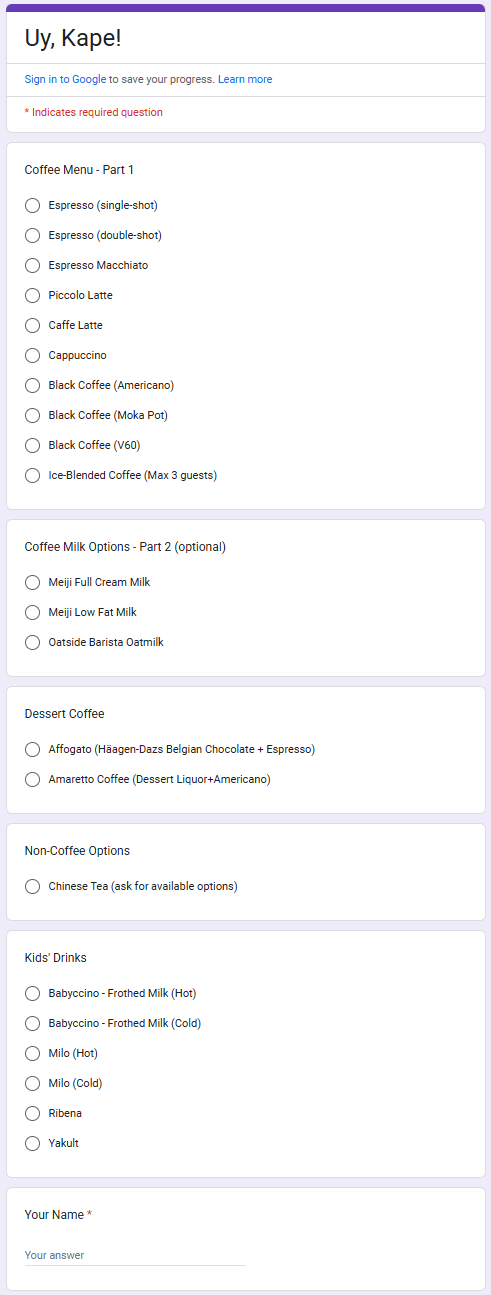 Uy, Kape!
Sign in to Google to save your progress. Learn more
* Indicates required question
Coffee Menu - Part 1
Espresso (single-shot)
Espresso (double-shot)
Espresso Macchiato
Piccolo Latte
Caffe Latte
Cappuccino
Black Coffee (Americano)
Black Coffee (Moka Pot)
Black Coffee (V60)
Ice-Blended Coffee (Max 3 guests)
Coffee Milk Options - Part 2 (optional)
Meiji Full Cream Milk
Meiji Low Fat Milk
Oatside Barista Oatmilk
Dessert Coffee
Affogato (Häagen-Dazs Belgian Chocolate + Espresso)
Amaretto Coffee (Dessert Liquor+Americano)
Non-Coffee Options
Chinese Tea (ask for available options)
Kids' Drinks
Babyccino - Frothed Milk (Hot)
Babyccino - Frothed Milk (Cold)
Milo (Hot)
Milo (Cold)
Ribena
Yakult
Your Name *
Your answer